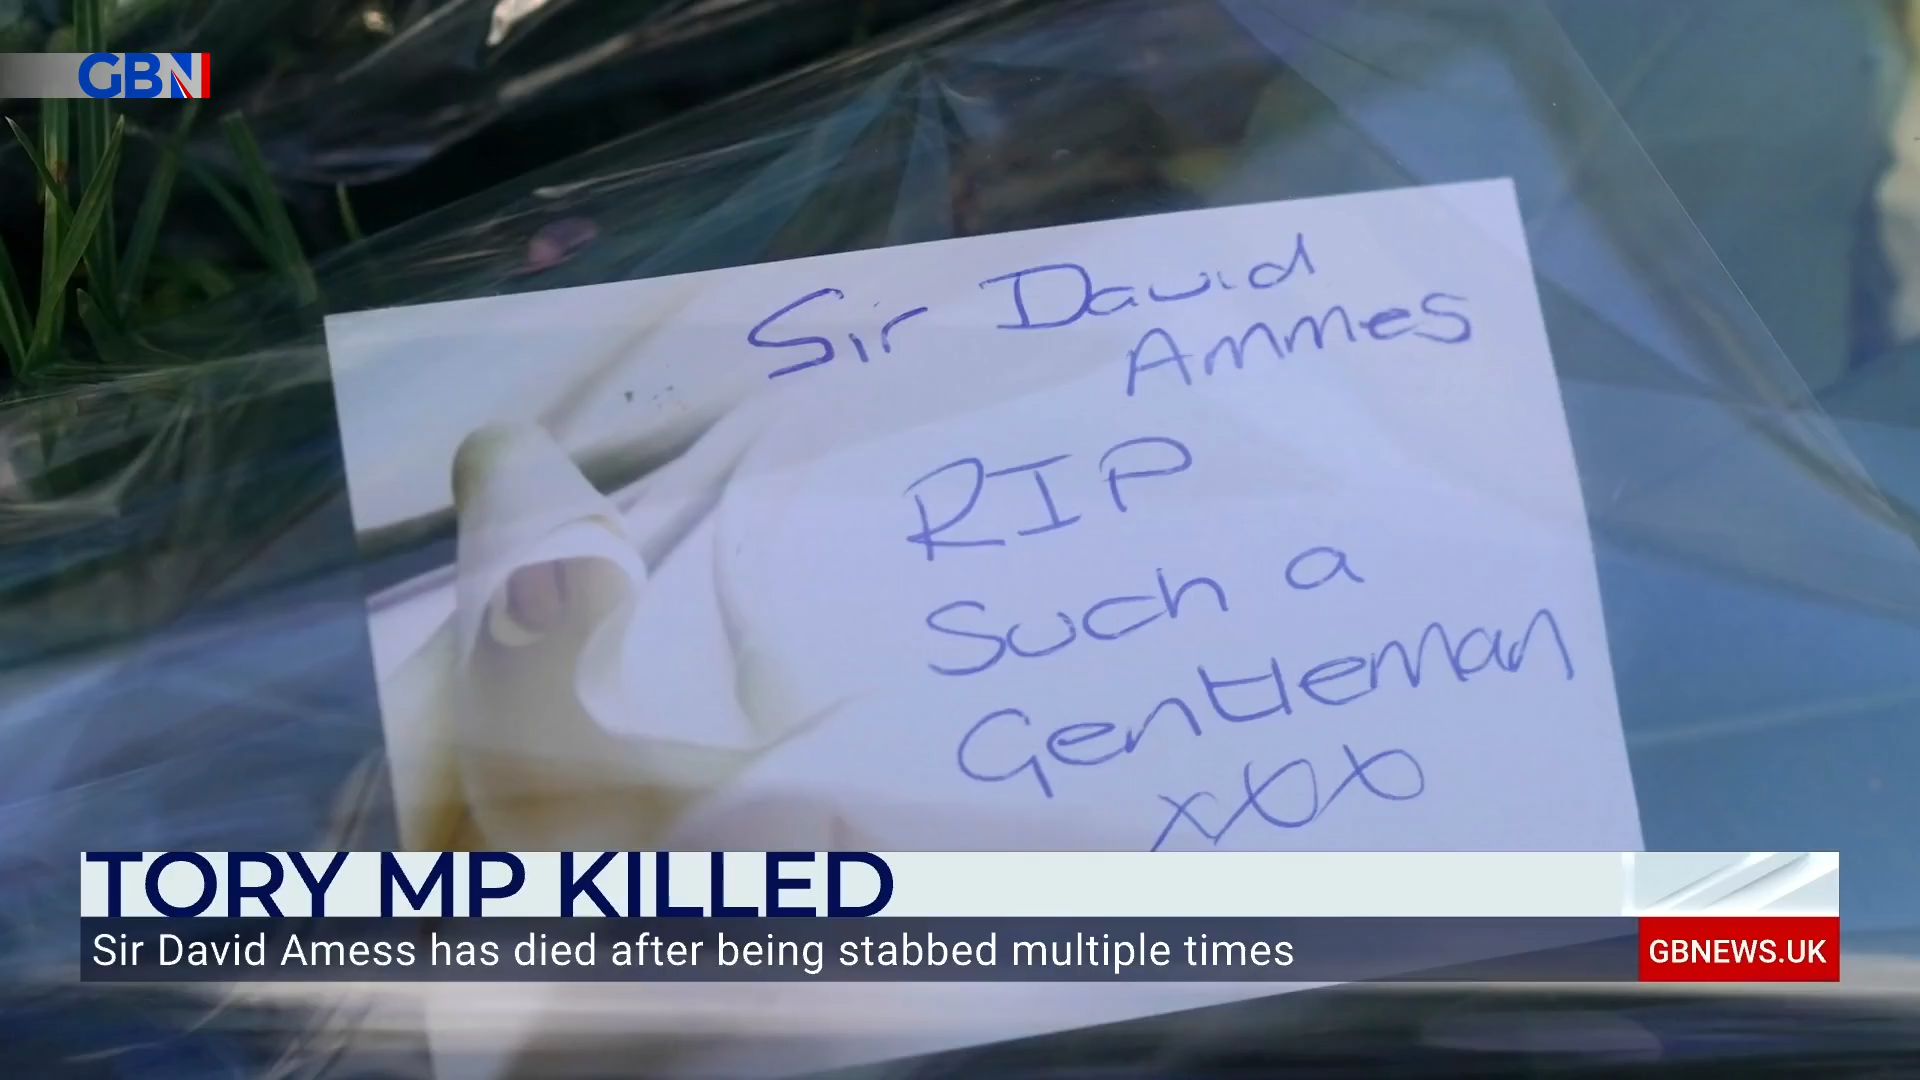 GBN
Sir David
Ammes
RIP
Such a
Gentleman
xxx
TORY MP KILLED
Sir David Amess has died after being stabbed multiple times
GBNEWS.UK